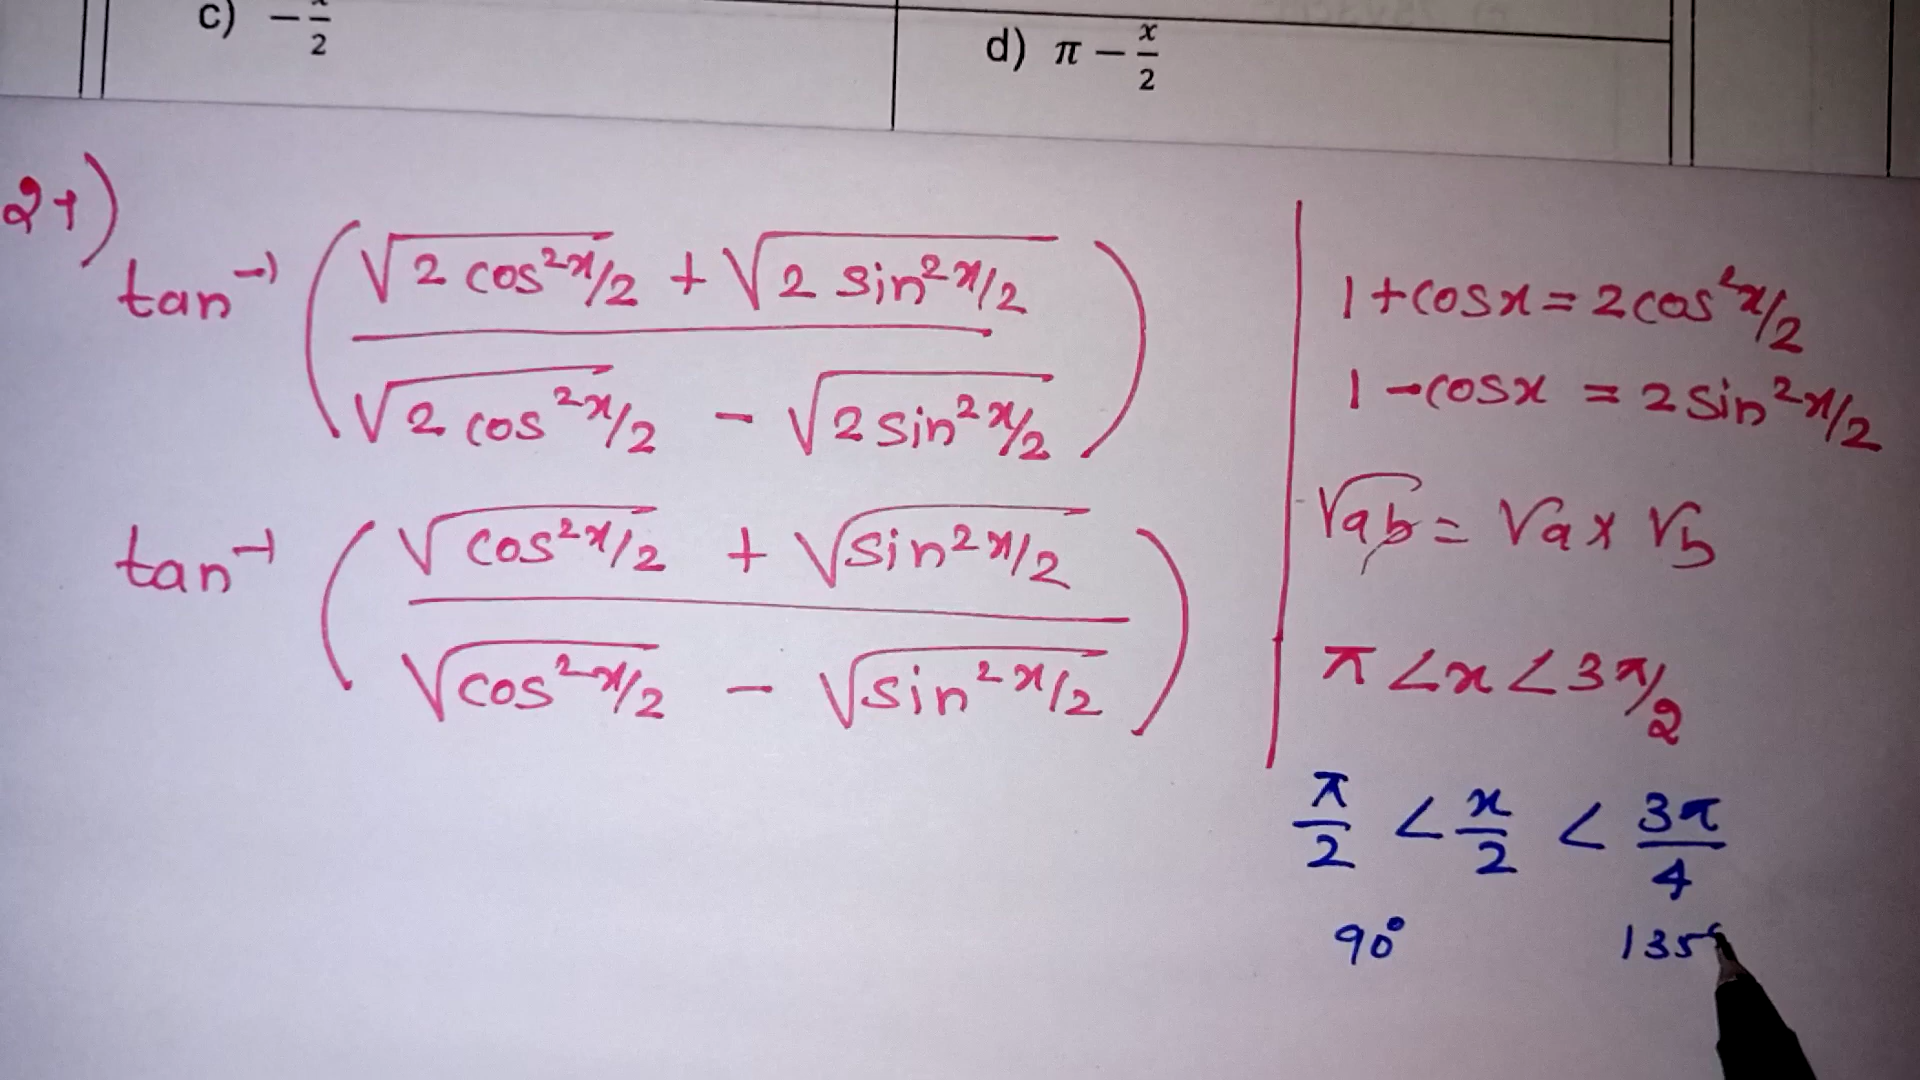 c) − x/2
d) π − x/2
21)
tan⁻¹ ( (√(2 cos² x/2) + √(2 sin² x/2)) / (√(2 cos² x/2) − √(2 sin² x/2)) )
tan⁻¹ ( (√(cos² x/2) + √(sin² x/2)) / (√(cos² x/2) − √(sin² x/2)) )
1 + cos x = 2 cos² x/2
1 − cos x = 2 sin² x/2
√ab = √a x √b
π < x < 3π/2
π/2 < x/2 < 3π/4
90° 135°